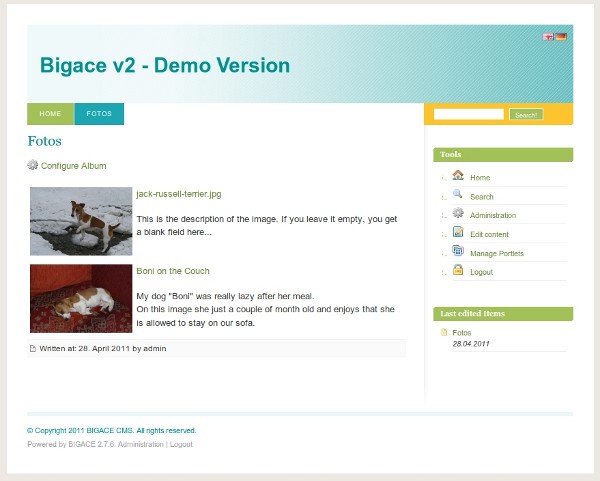 Bigace v2 - Demo Version
HOME
FOTOS
Search!
Fotos
Configure Album
jack-russell-terrier.jpg
This is the description of the image. If you leave it empty, you get
a blank field here...
Boni on the Couch
My dog "Boni" was really lazy after her meal.
On this image she just a couple of month old and enjoys that she
is allowed to stay on our sofa.
Written at: 28. April 2011 by admin
Tools
Home
Search
Administration
Edit content
Manage Portlets
Logout
Last edited Items
Fotos
28.04.2011
© Copyright 2011 BIGACE CMS. All rights reserved.
Powered by BIGACE 2.7.6. Administration | Logout